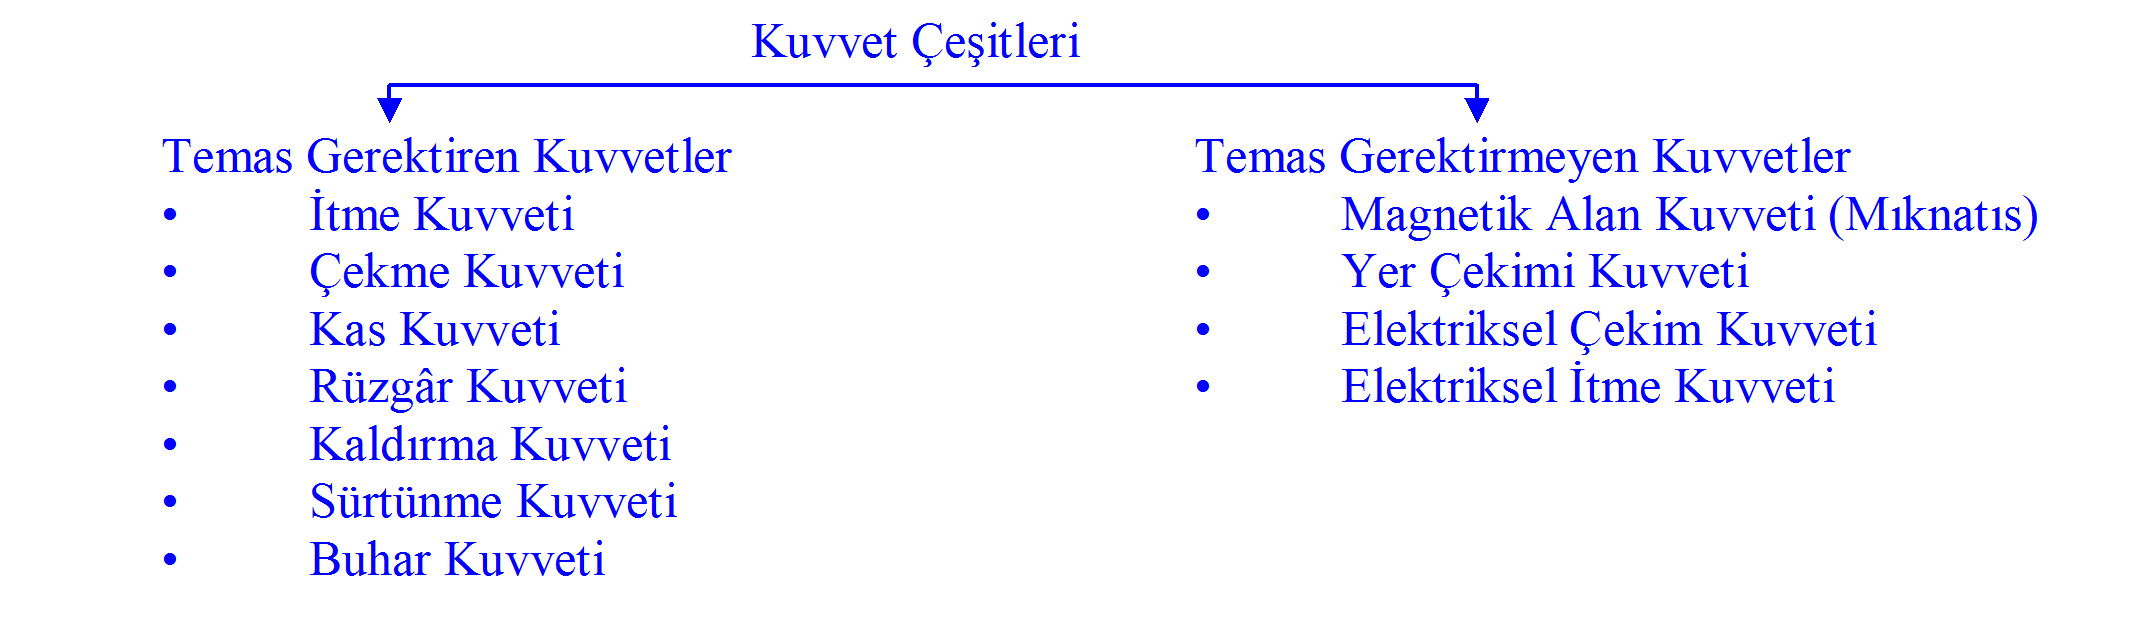 Kuvvet Çeşitleri
Temas Gerektiren Kuvvetler
• İtme Kuvveti
• Çekme Kuvveti
• Kas Kuvveti
• Rüzgâr Kuvveti
• Kaldırma Kuvveti
• Sürtünme Kuvveti
• Buhar Kuvveti
Temas Gerektirmeyen Kuvvetler
• Magnetik Alan Kuvveti (Mıknatıs)
• Yer Çekimi Kuvveti
• Elektriksel Çekim Kuvveti
• Elektriksel İtme Kuvveti